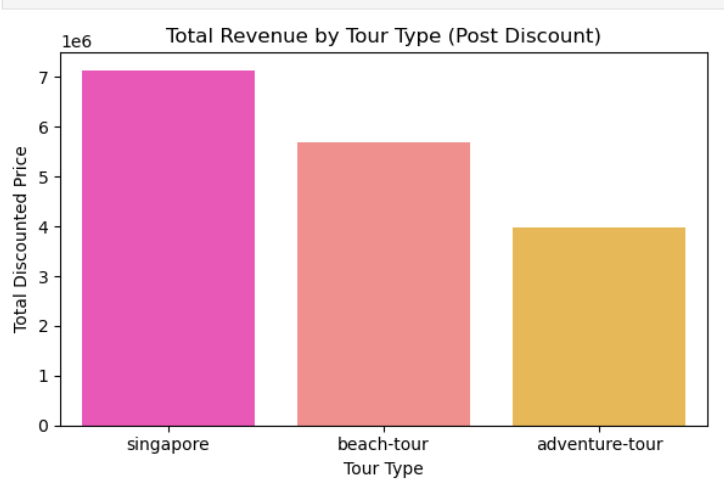 Total Revenue by Tour Type (Post Discount)
1e6
7
6
5
4
3
2
1
0
Total Discounted Price
singapore beach-tour adventure-tour
Tour Type